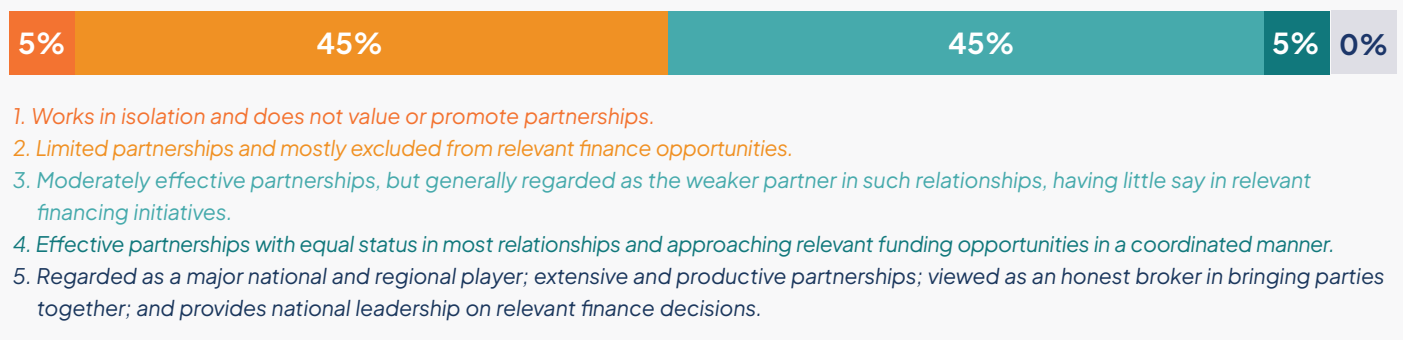 5% 45% 45% 5% 0%
1. Works in isolation and does not value or promote partnerships.
2. Limited partnerships and mostly excluded from relevant finance opportunities.
3. Moderately effective partnerships, but generally regarded as the weaker partner in such relationships, having little say in relevant
financing initiatives.
4. Effective partnerships with equal status in most relationships and approaching relevant funding opportunities in a coordinated manner.
5. Regarded as a major national and regional player; extensive and productive partnerships; viewed as an honest broker in bringing parties
together; and provides national leadership on relevant finance decisions.